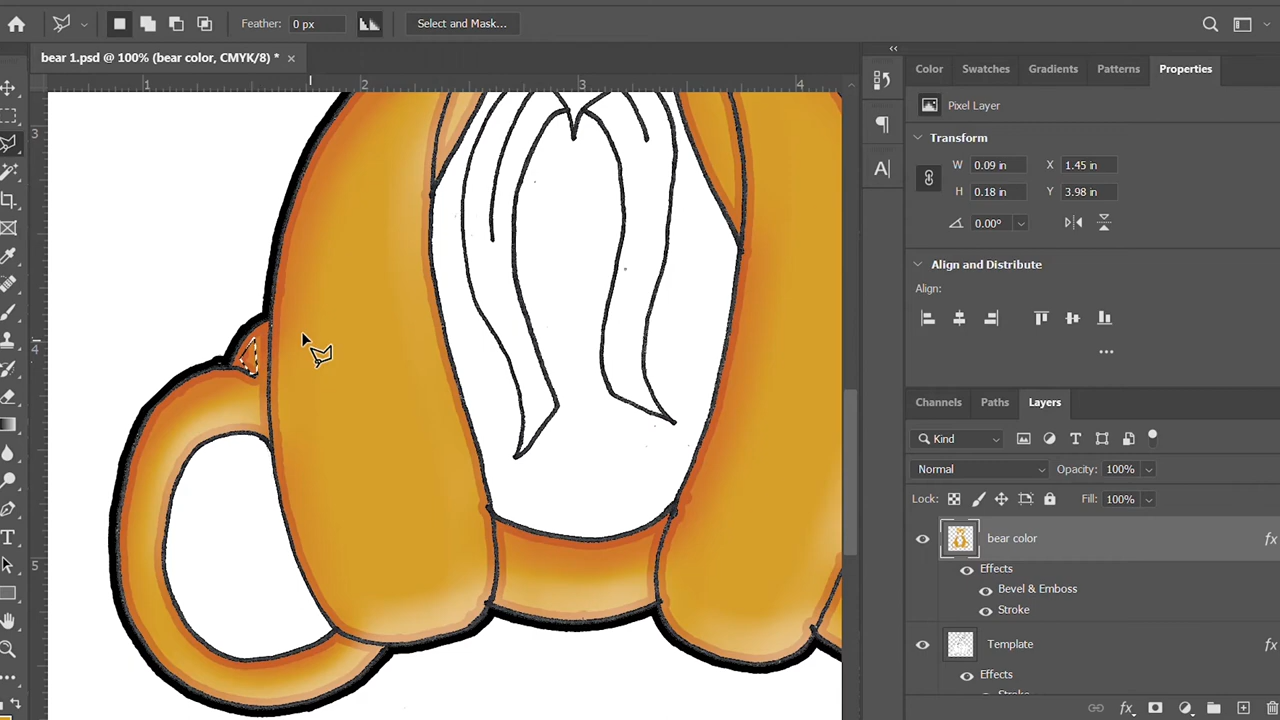 Feather: 0 px Select and Mask...
bear 1.psd @ 100% (bear color, CMYK/8) * ×
1 2 3 4
3
4
5
Color Swatches Gradients Patterns Properties
Pixel Layer
Transform
W 0.09 in X 1.45 in
H 0.18 in Y 3.98 in
0.00°
Align and Distribute
Align:
Channels Paths Layers
Kind
Normal Opacity: 100%
Lock: Fill: 100%
bear color fx
Effects
Bevel & Emboss
Stroke
Template fx
Effects